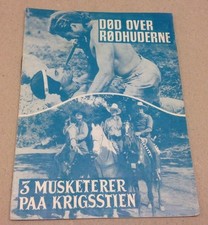 DØD OVER
RØDHUDERNE
3 MUSKETERER
PAA KRIGSSTIEN